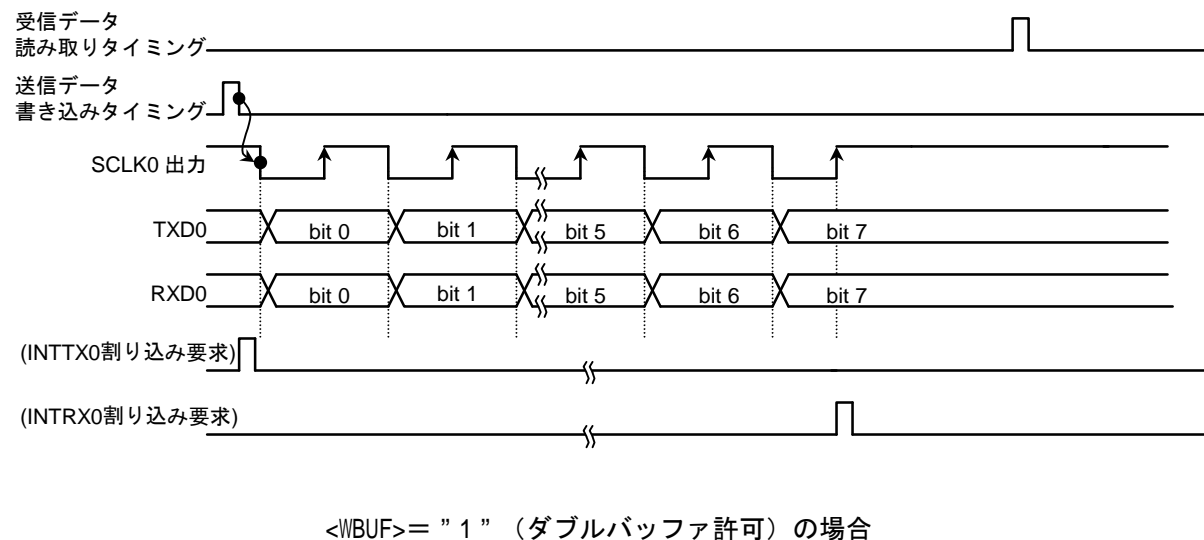 受信データ
読み取りタイミング
送信データ
書き込みタイミング
SCLK0 出力
TXD0 bit 0 bit 1 bit 5 bit 6 bit 7
RXD0 bit 0 bit 1 bit 5 bit 6 bit 7
(INTTX0割り込み要求)
(INTRX0割り込み要求)
<WBUF>＝ ” 1 ” （ダブルバッファ許可）の場合